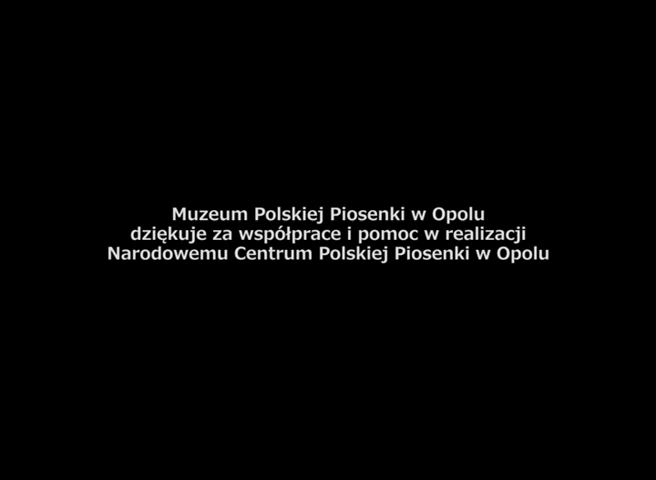 Muzeum Polskiej Piosenki w Opolu
dziękuje za współprace i pomoc w realizacji
Narodowemu Centrum Polskiej Piosenki w Opolu